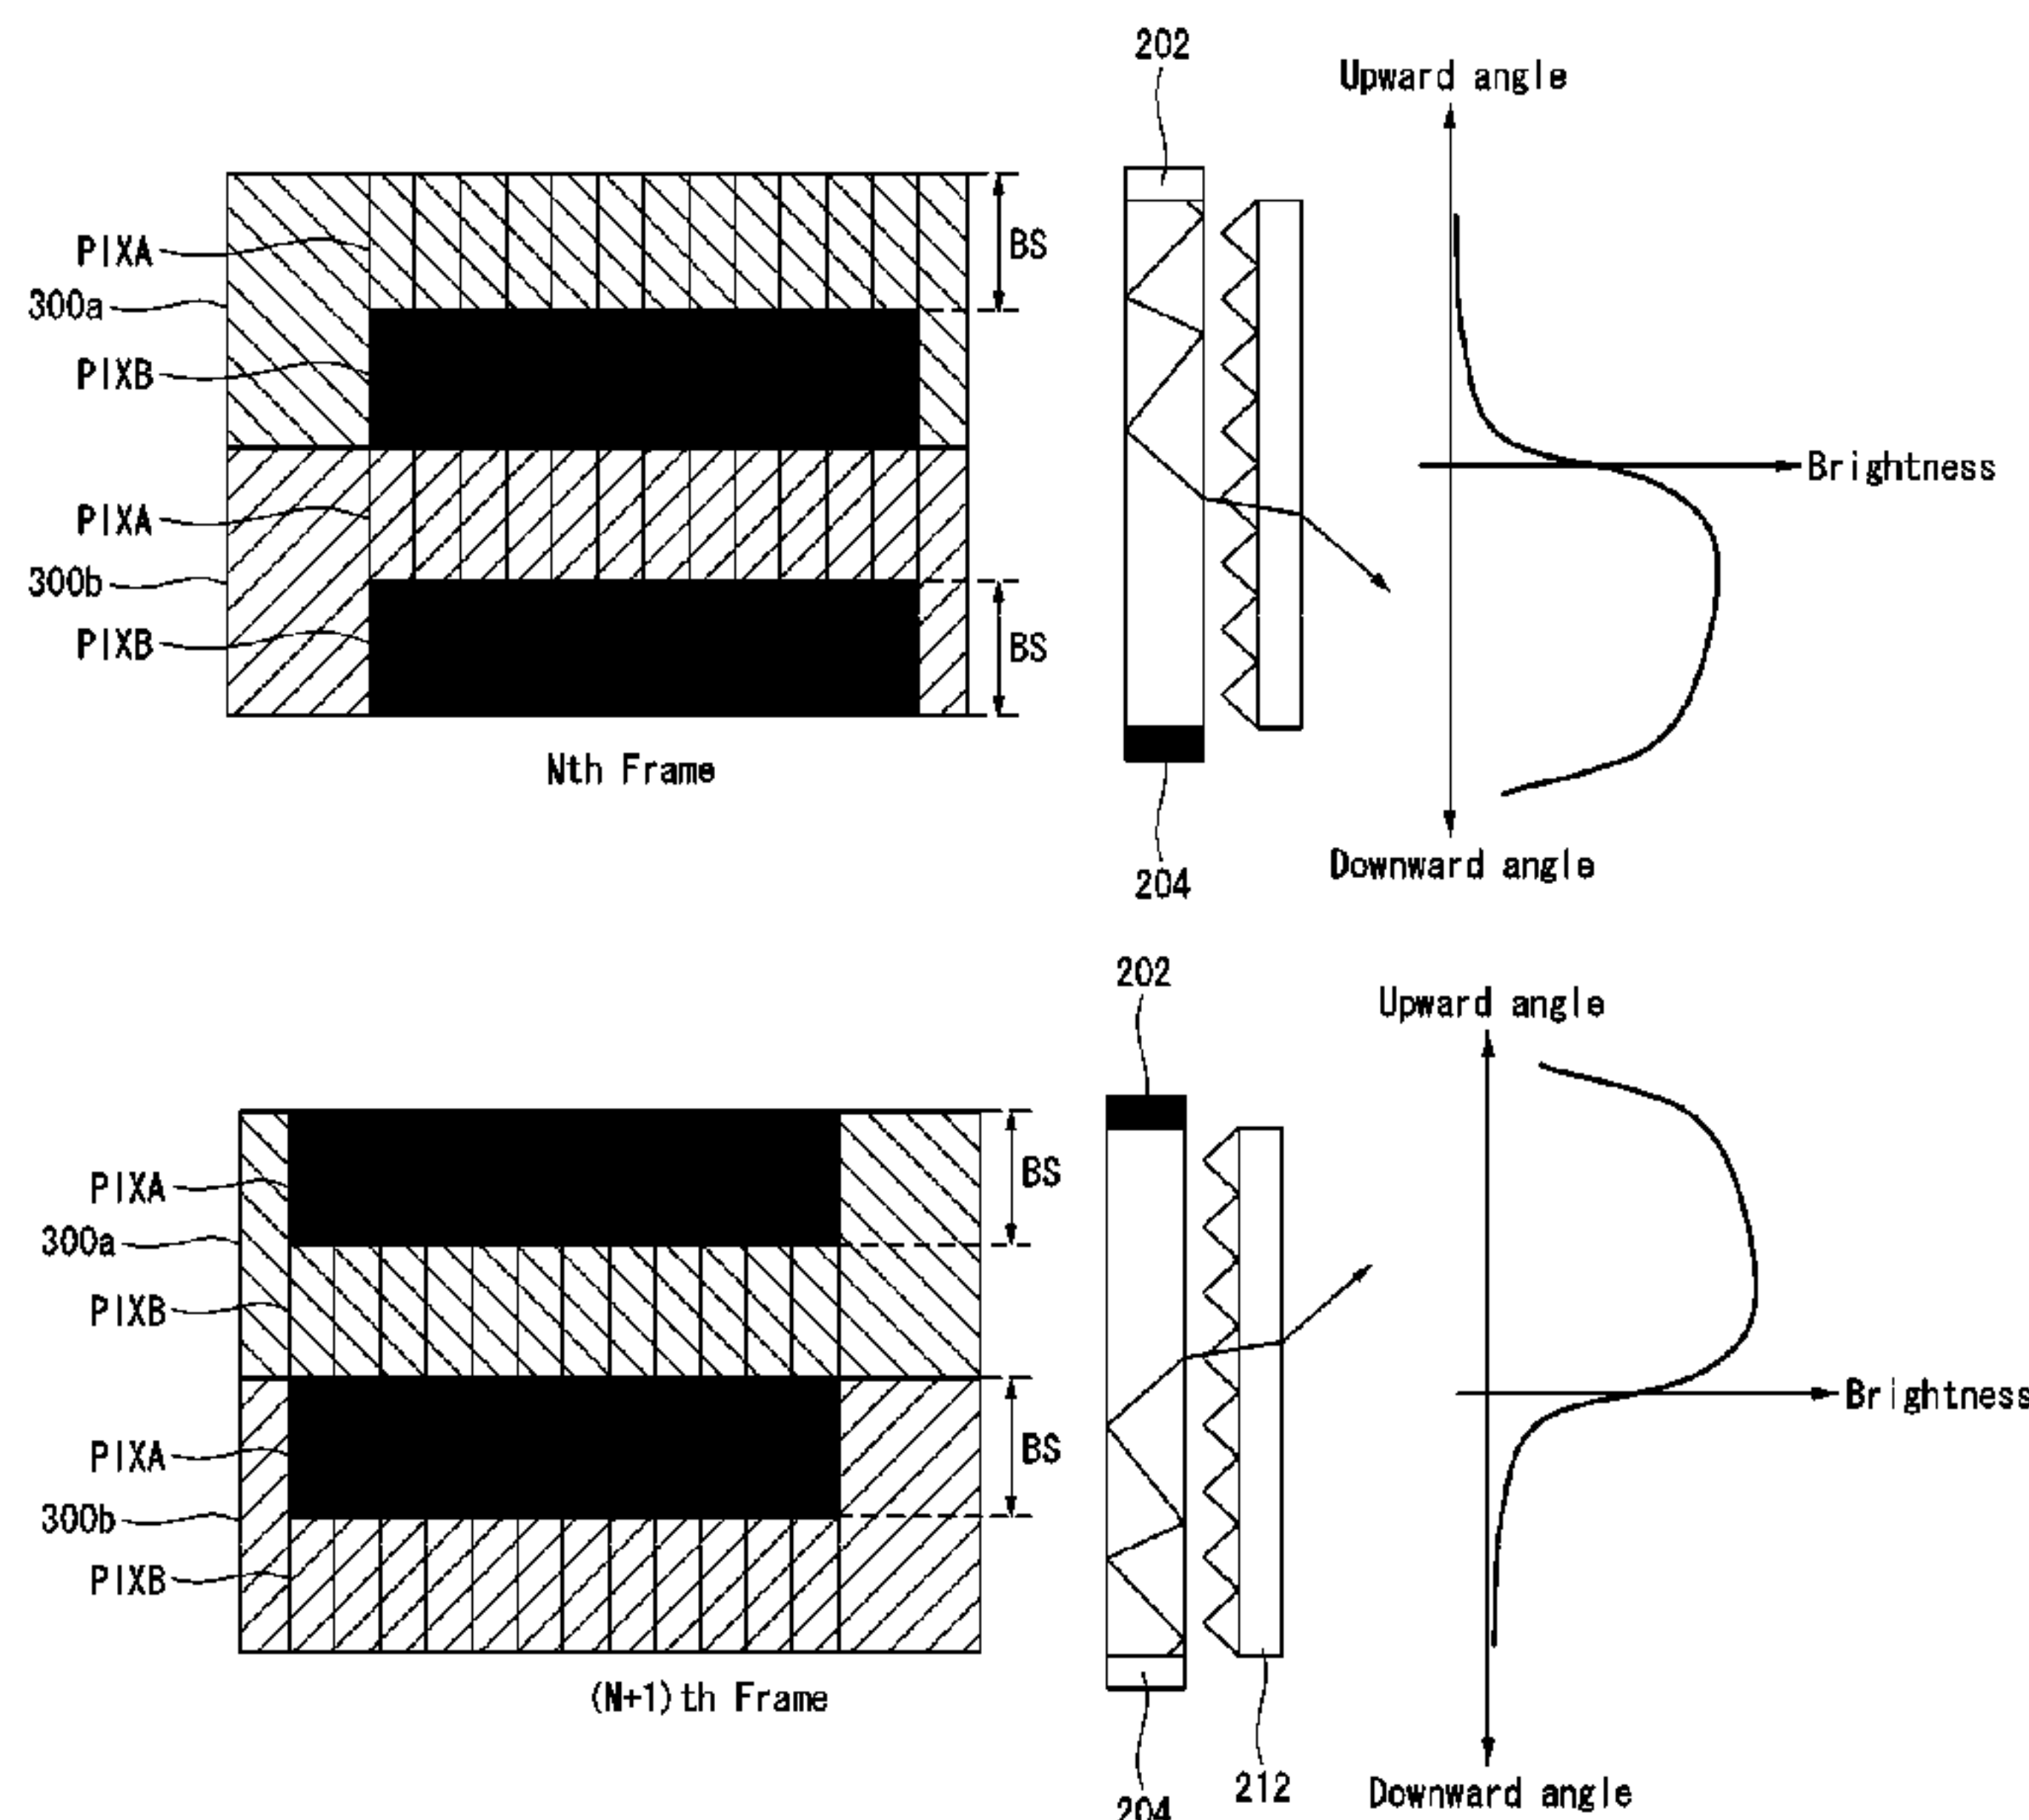 202
Upward angle
PIXA
BS
300a
PIXB
Brightness
PIXA
300b
PIXB
BS
Nth Frame
204
Downward angle
202
Upward angle
PIXA
BS
300a
PIXB
Brightness
PIXA
BS
300b
PIXB
(N+1)th Frame
204
212
Downward angle